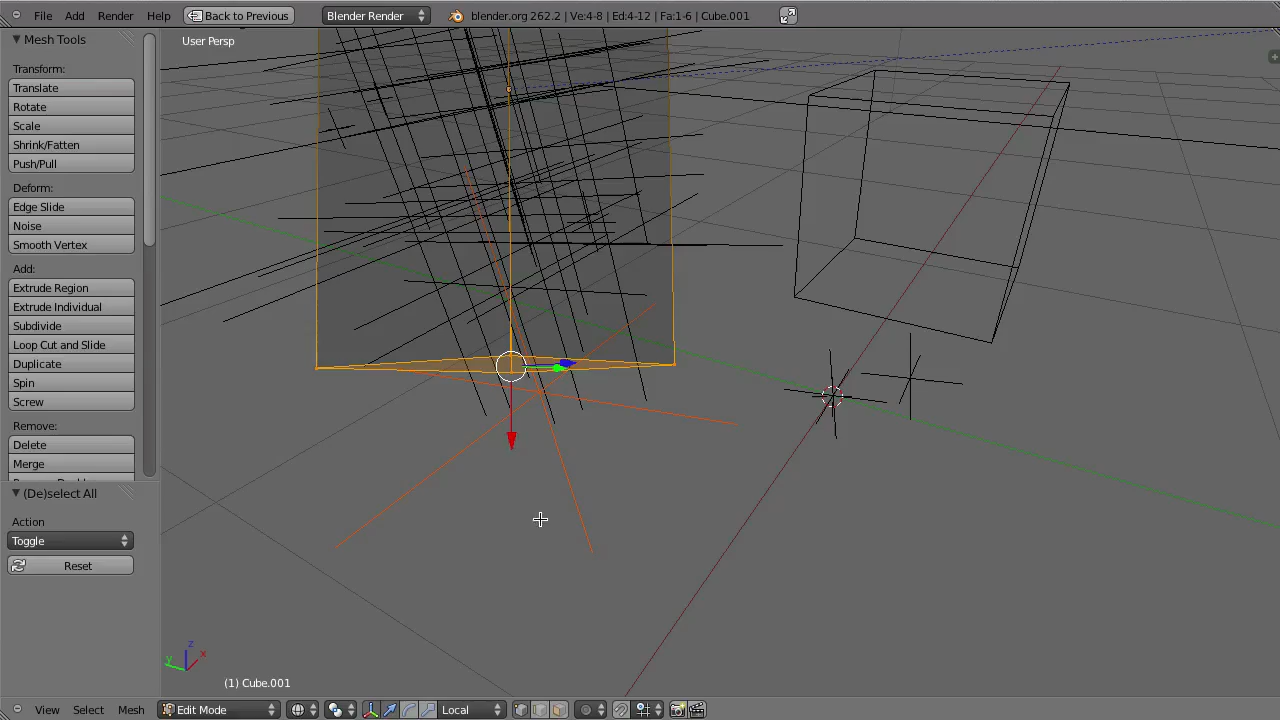 File Add Render Help Back to Previous Blender Render blender.org 262.2 | Ve:4-8 | Ed:4-12 | Fa:1-6 | Cube.001
Mesh Tools
User Persp
Transform:
Translate
Rotate
Scale
Shrink/Fatten
Push/Pull
Deform:
Edge Slide
Noise
Smooth Vertex
Add:
Extrude Region
Extrude Individual
Subdivide
Loop Cut and Slide
Duplicate
Spin
Screw
Remove:
Delete
Merge
(De)select All
Action
Toggle
Reset
z
y x
(1) Cube.001
View Select Mesh Edit Mode Local